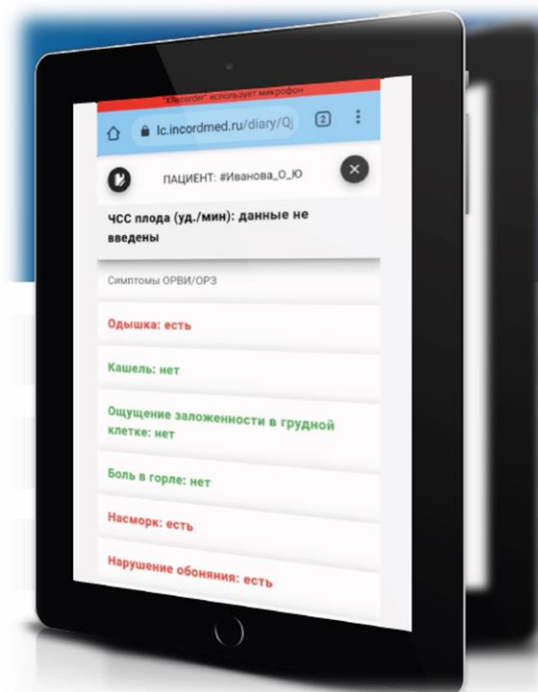 "XRecorder" использует микрофон
lc.incordmed.ru/diary/Qj
2
ПАЦИЕНТ: #Иванова_О_Ю
ЧСС плода (уд./мин): данные не
введены
Симптомы ОРВИ/ОРЗ
Одышка: есть
Кашель: нет
Ощущение заложенности в грудной
клетке: нет
Боль в горле: нет
Насморк: есть
Нарушение обоняния: есть